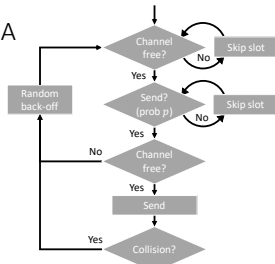 A
Channel
free?
No
Skip slot
Yes
Random
back-off
Send?
(prob p)
No
Skip slot
Yes
No
Channel
free?
Yes
Send
Yes
Collision?